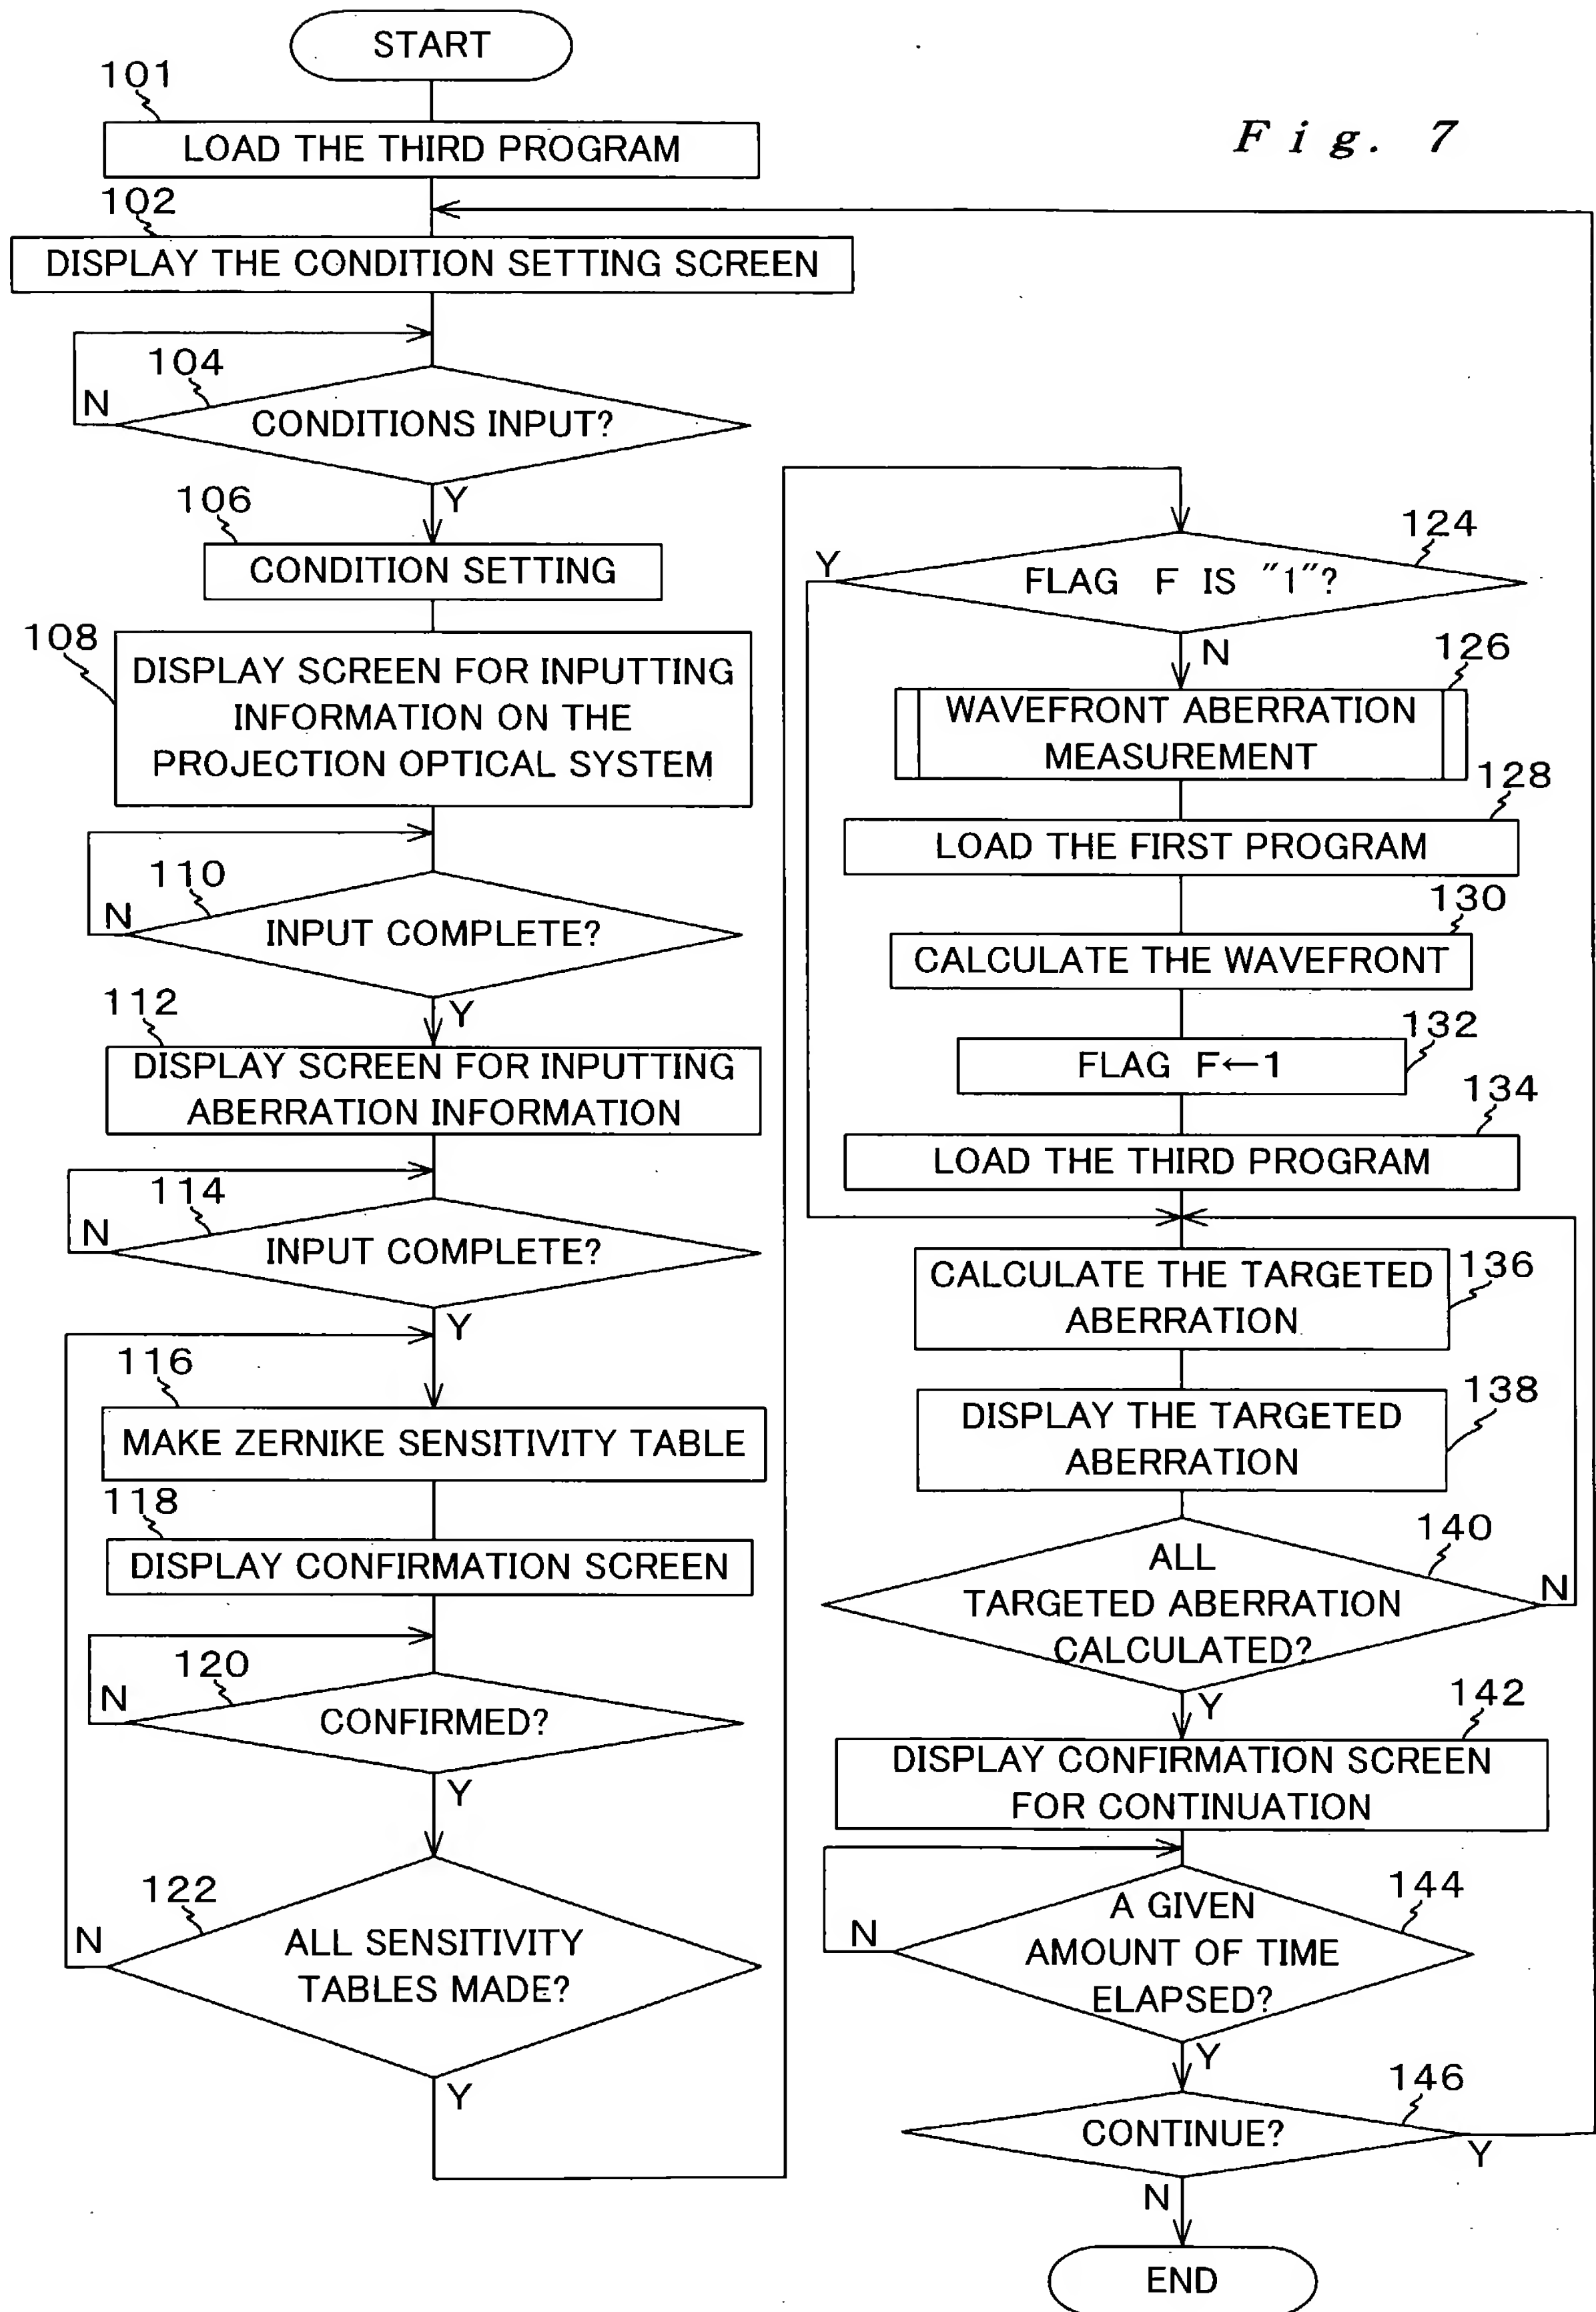 Fig. 7
START
101
LOAD THE THIRD PROGRAM
102
DISPLAY THE CONDITION SETTING SCREEN
104
N
CONDITIONS INPUT?
Y
106
CONDITION SETTING
108
DISPLAY SCREEN FOR INPUTTING
INFORMATION ON THE
PROJECTION OPTICAL SYSTEM
110
N
INPUT COMPLETE?
Y
112
DISPLAY SCREEN FOR INPUTTING
ABERRATION INFORMATION
114
N
INPUT COMPLETE?
Y
116
MAKE ZERNIKE SENSITIVITY TABLE
118
DISPLAY CONFIRMATION SCREEN
120
N
CONFIRMED?
Y
122
N
ALL SENSITIVITY
TABLES MADE?
Y
124
Y
FLAG F IS "1"?
N
126
WAVEFRONT ABERRATION
MEASUREMENT
128
LOAD THE FIRST PROGRAM
130
CALCULATE THE WAVEFRONT
132
FLAG F←1
134
LOAD THE THIRD PROGRAM
136
CALCULATE THE TARGETED
ABERRATION
138
DISPLAY THE TARGETED
ABERRATION
140
ALL
TARGETED ABERRATION
CALCULATED?
N
Y
142
DISPLAY CONFIRMATION SCREEN
FOR CONTINUATION
144
N
A GIVEN
AMOUNT OF TIME
ELAPSED?
Y
146
CONTINUE?
Y
N
END